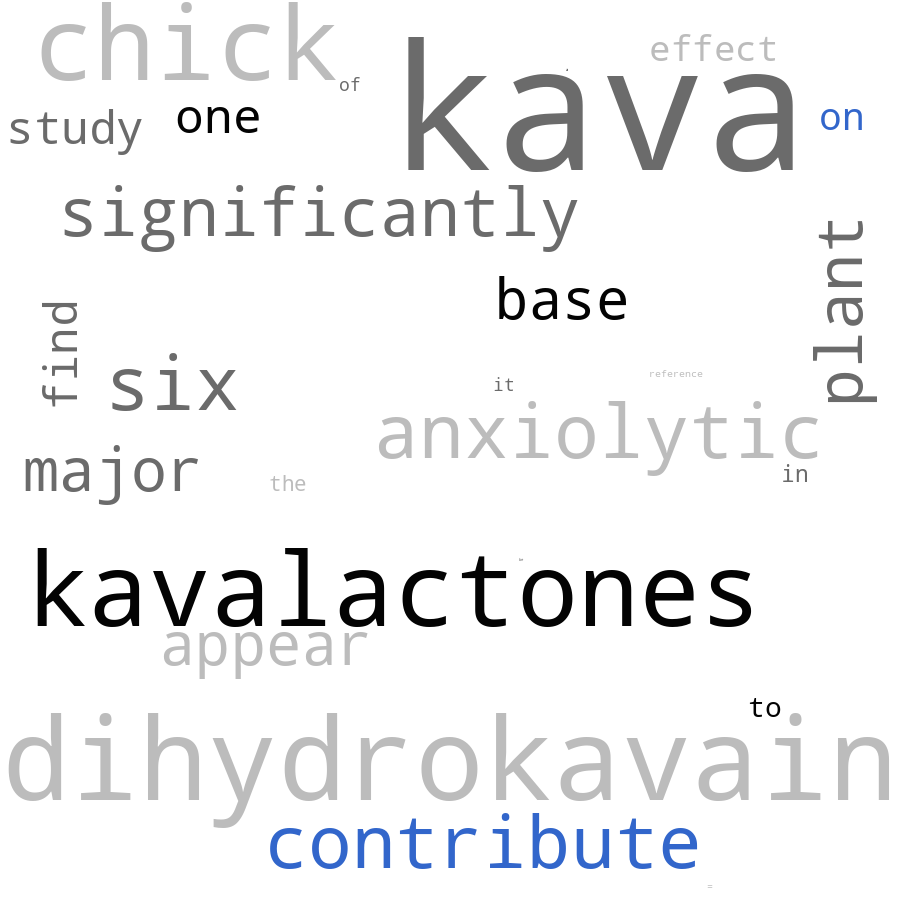 chick
effect
kava
of
one
on
study
significantly
plant
base
find
six
it
reference
anxiolytic
major
in
the
kavalactones
appear
to
dihydrokavain
contribute
=